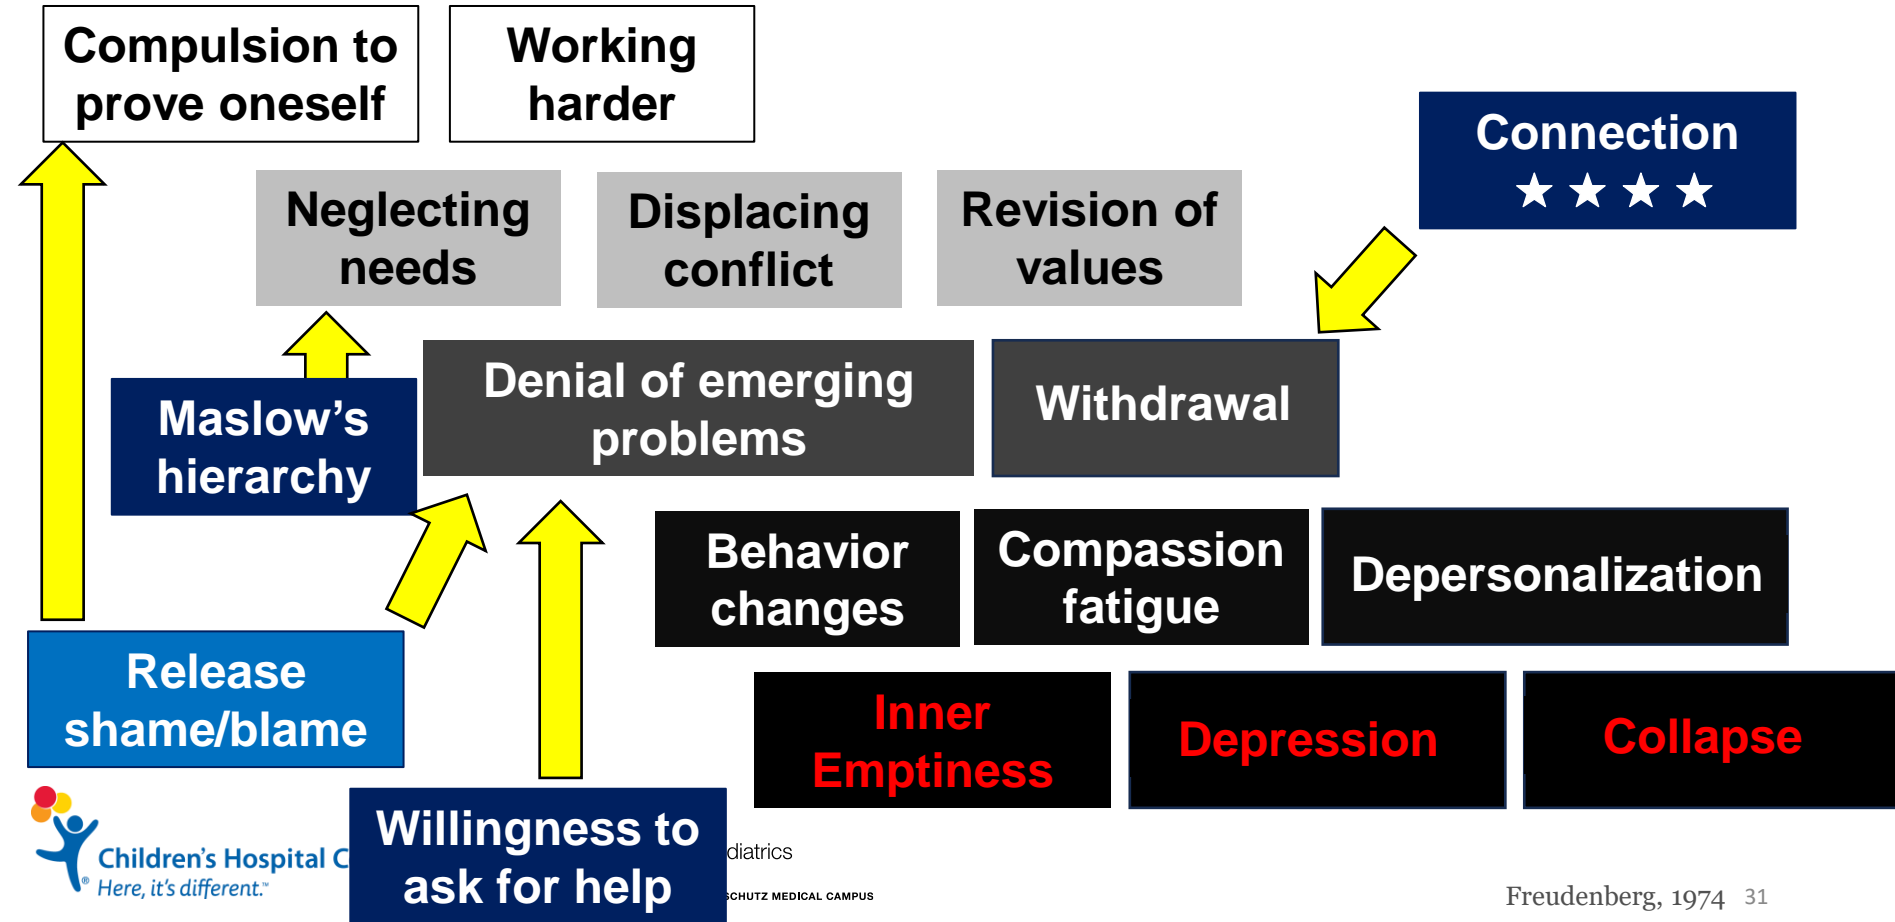 Compulsion to
prove oneself
Working
harder
Connection
Neglecting
needs
Displacing
conflict
Revision of
values
Maslow’s
hierarchy
Denial of emerging
problems
Withdrawal
Behavior
changes
Compassion
fatigue
Depersonalization
Release
shame/blame
Inner
Emptiness
Depression
Collapse
Willingness to
ask for help
Children's Hospital C
Here, it's different.™
diatrics
SCHUTZ MEDICAL CAMPUS
Freudenberg, 1974 31